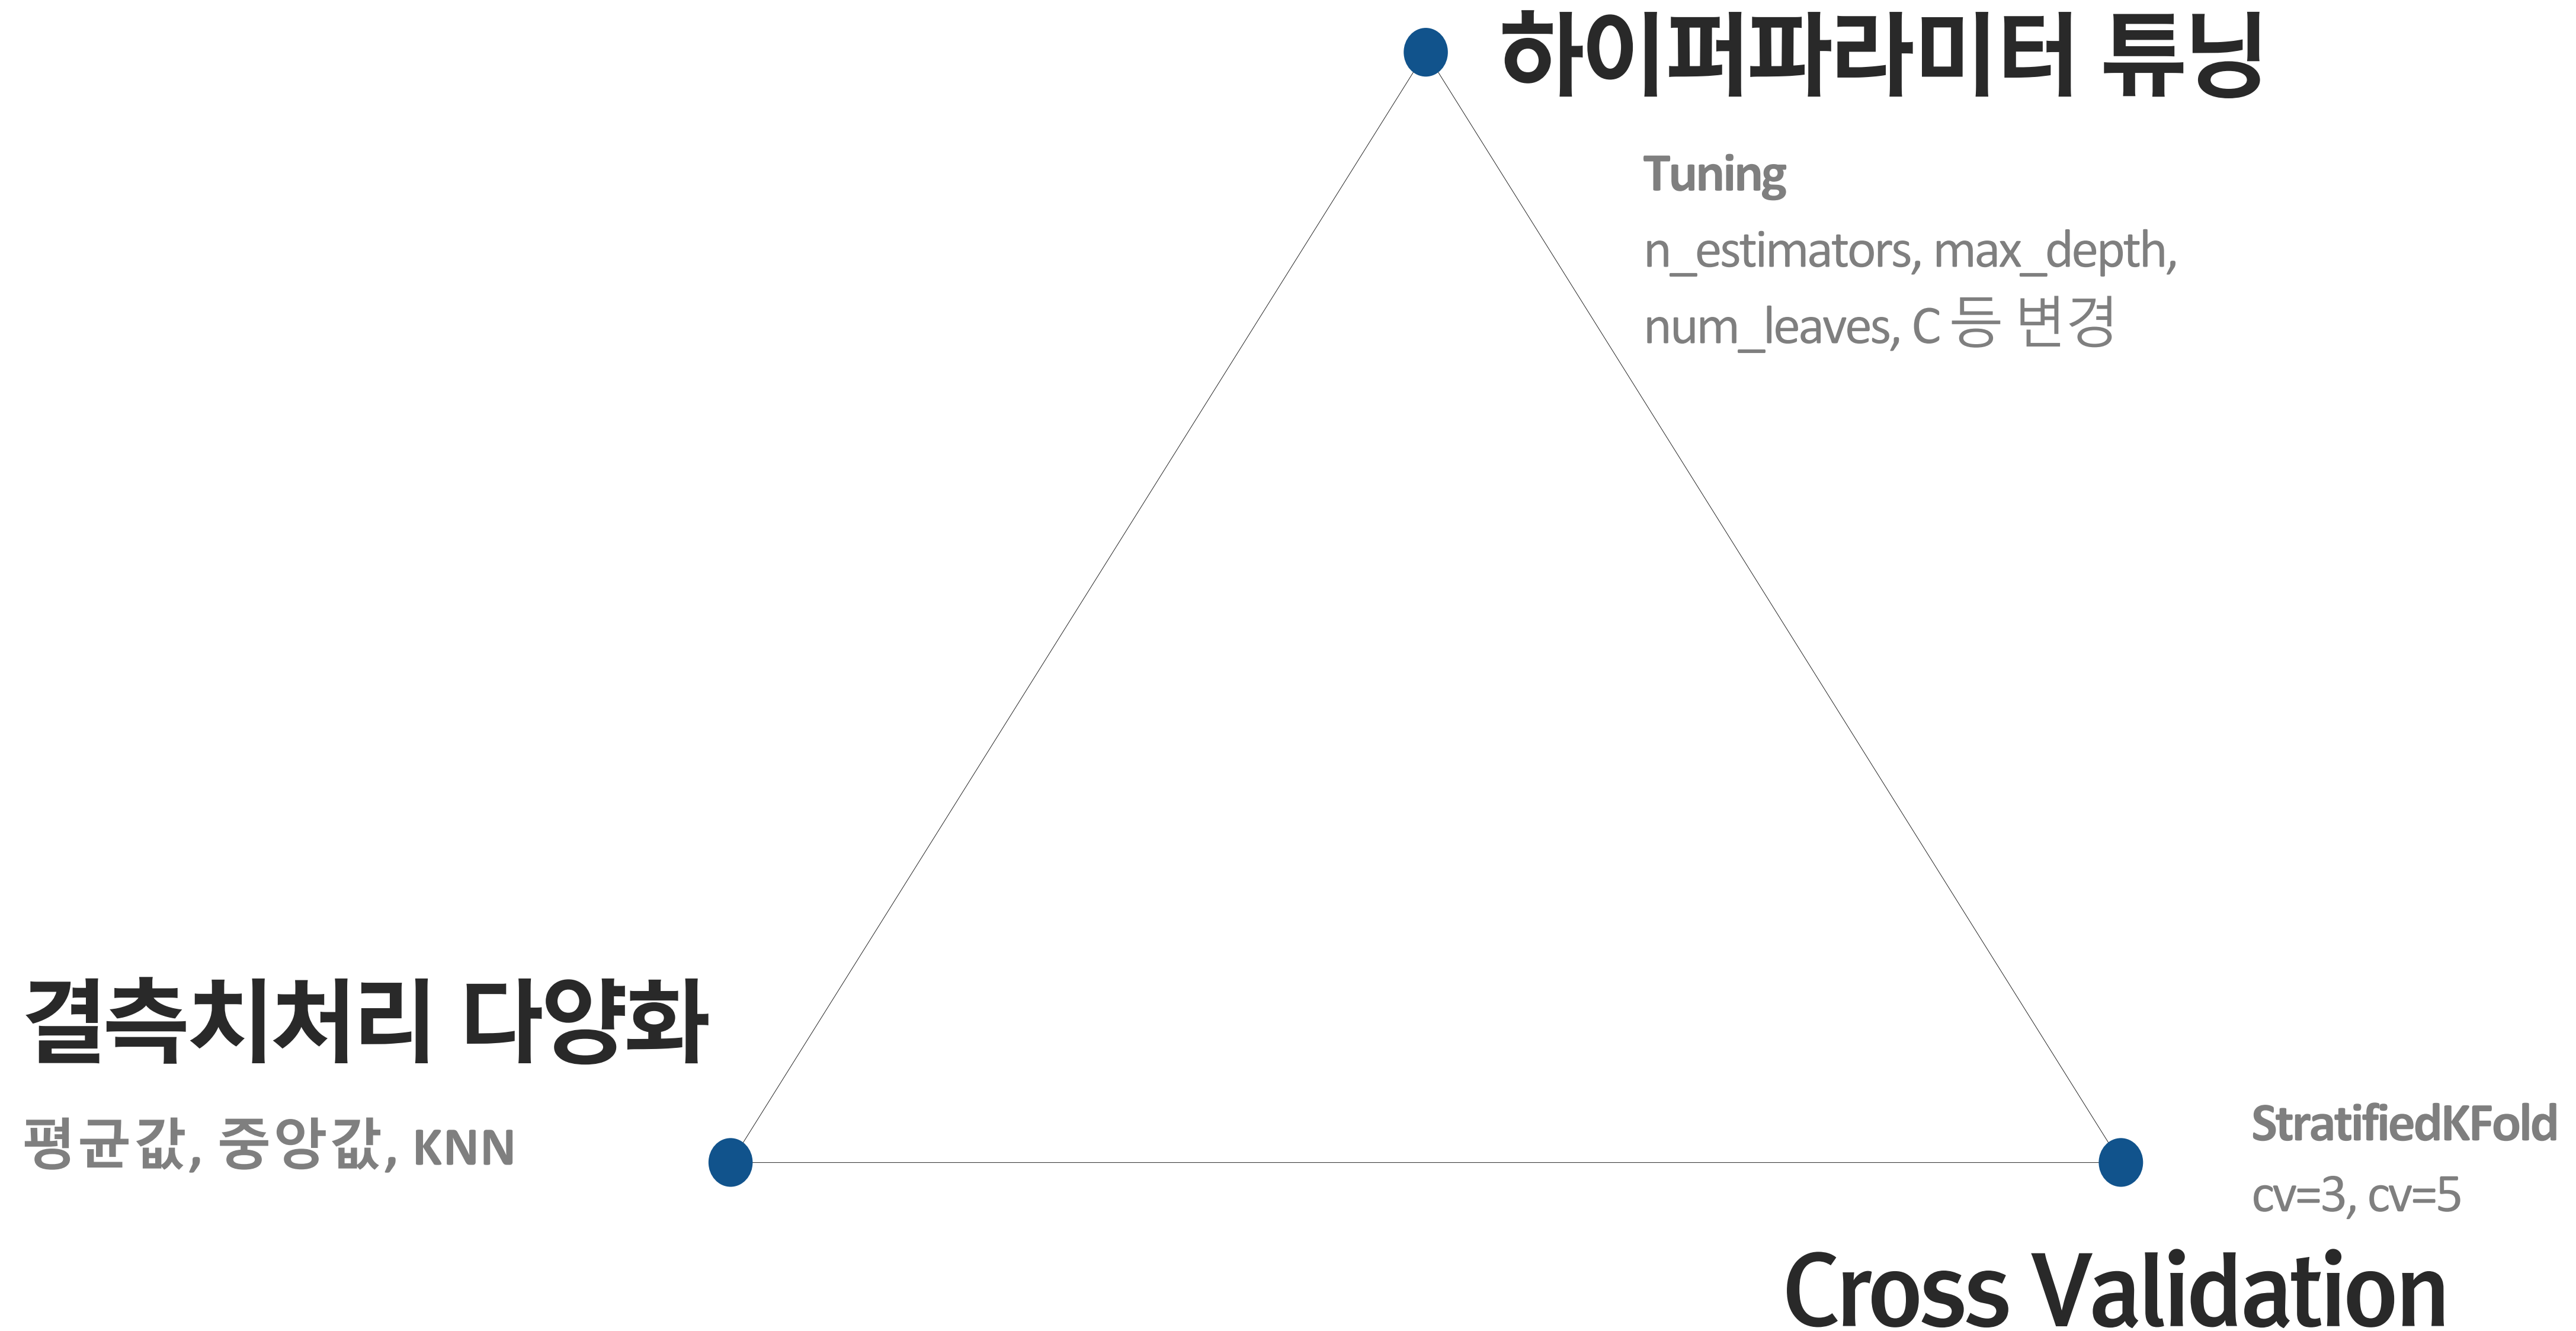 하이퍼파라미터 튜닝
Tuning
n_estimators, max_depth,
num_leaves, C 등 변경
결측치처리 다양화
평균값, 중앙값, KNN
StratifiedKFold
cv=3, cv=5
Cross Validation